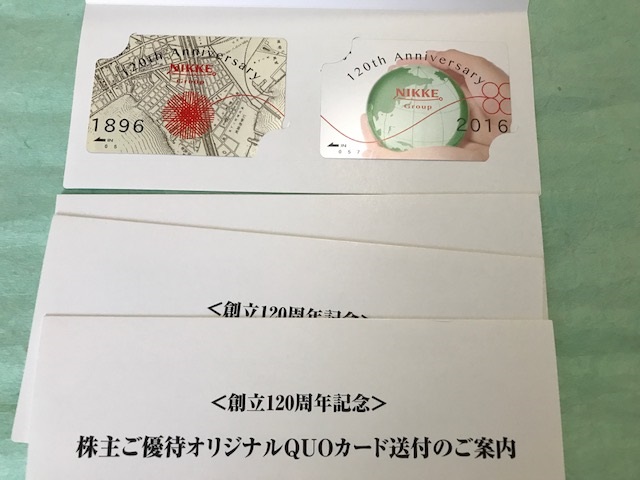 120th Anniversary
NIKKE
Group
1896
120th Anniversary
NIKKE
Group
2016
057
<創立120周年記念>
<創立120周年記念>
株主ご優待オリジナルQUOカード送付のご案内